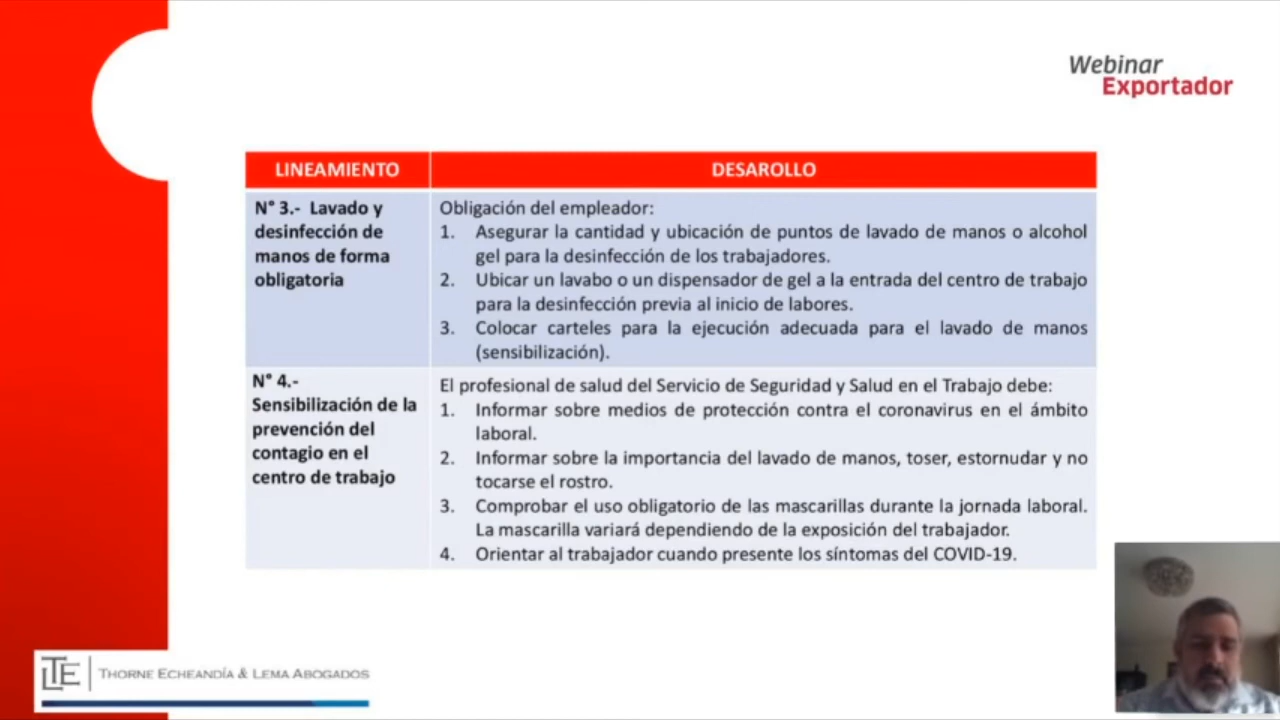 Webinar
Exportador
LINEAMIENTO
DESAROLLO
N° 3.- Lavado y
desinfección de
manos de forma
obligatoria
Obligación del empleador:
1. Asegurar la cantidad y ubicación de puntos de lavado de manos o alcohol
gel para la desinfección de los trabajadores.
2. Ubicar un lavabo o un dispensador de gel a la entrada del centro de trabajo
para la desinfección previa al inicio de labores.
3. Colocar carteles para la ejecución adecuada para el lavado de manos
(sensibilización).
N° 4.-
Sensibilización de la
prevención del
contagio en el
centro de trabajo
El profesional de salud del Servicio de Seguridad y Salud en el Trabajo debe:
1. Informar sobre medios de protección contra el coronavirus en el ámbito
laboral.
2. Informar sobre la importancia del lavado de manos, toser, estornudar y no
tocarse el rostro.
3. Comprobar el uso obligatorio de las mascarillas durante la jornada laboral.
La mascarilla variará dependiendo de la exposición del trabajador.
4. Orientar al trabajador cuando presente los síntomas del COVID-19.
LTE THORNE ECHEANDÍA & LEMA ABOGADOS